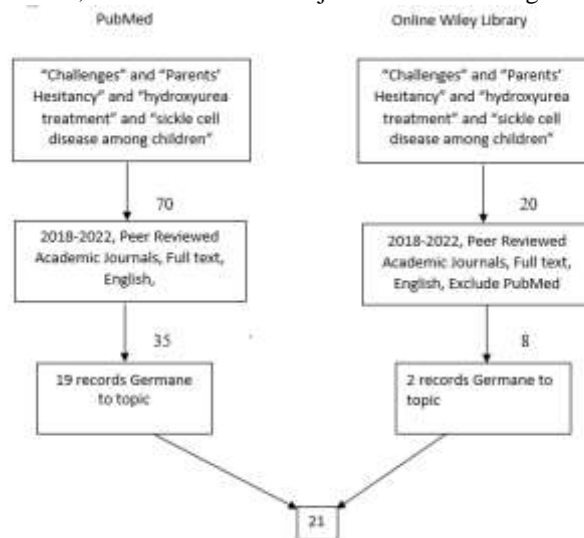 PubMed
Online Wiley Library
"Challenges" and "Parents'
Hesitancy" and "hydroxyurea
treatment" and "sickle cell
disease among children"
"Challenges" and "Parents'
Hesitancy" and "hydroxyurea
treatment" and "sickle cell
disease among children"
70
20
2018-2022, Peer Reviewed
Academic Journals, Full text,
English,
2018-2022, Peer Reviewed
Academic Journals, Full text,
English, Exclude PubMed
35
8
19 records Germane
to topic
2 records Germane to
topic
21